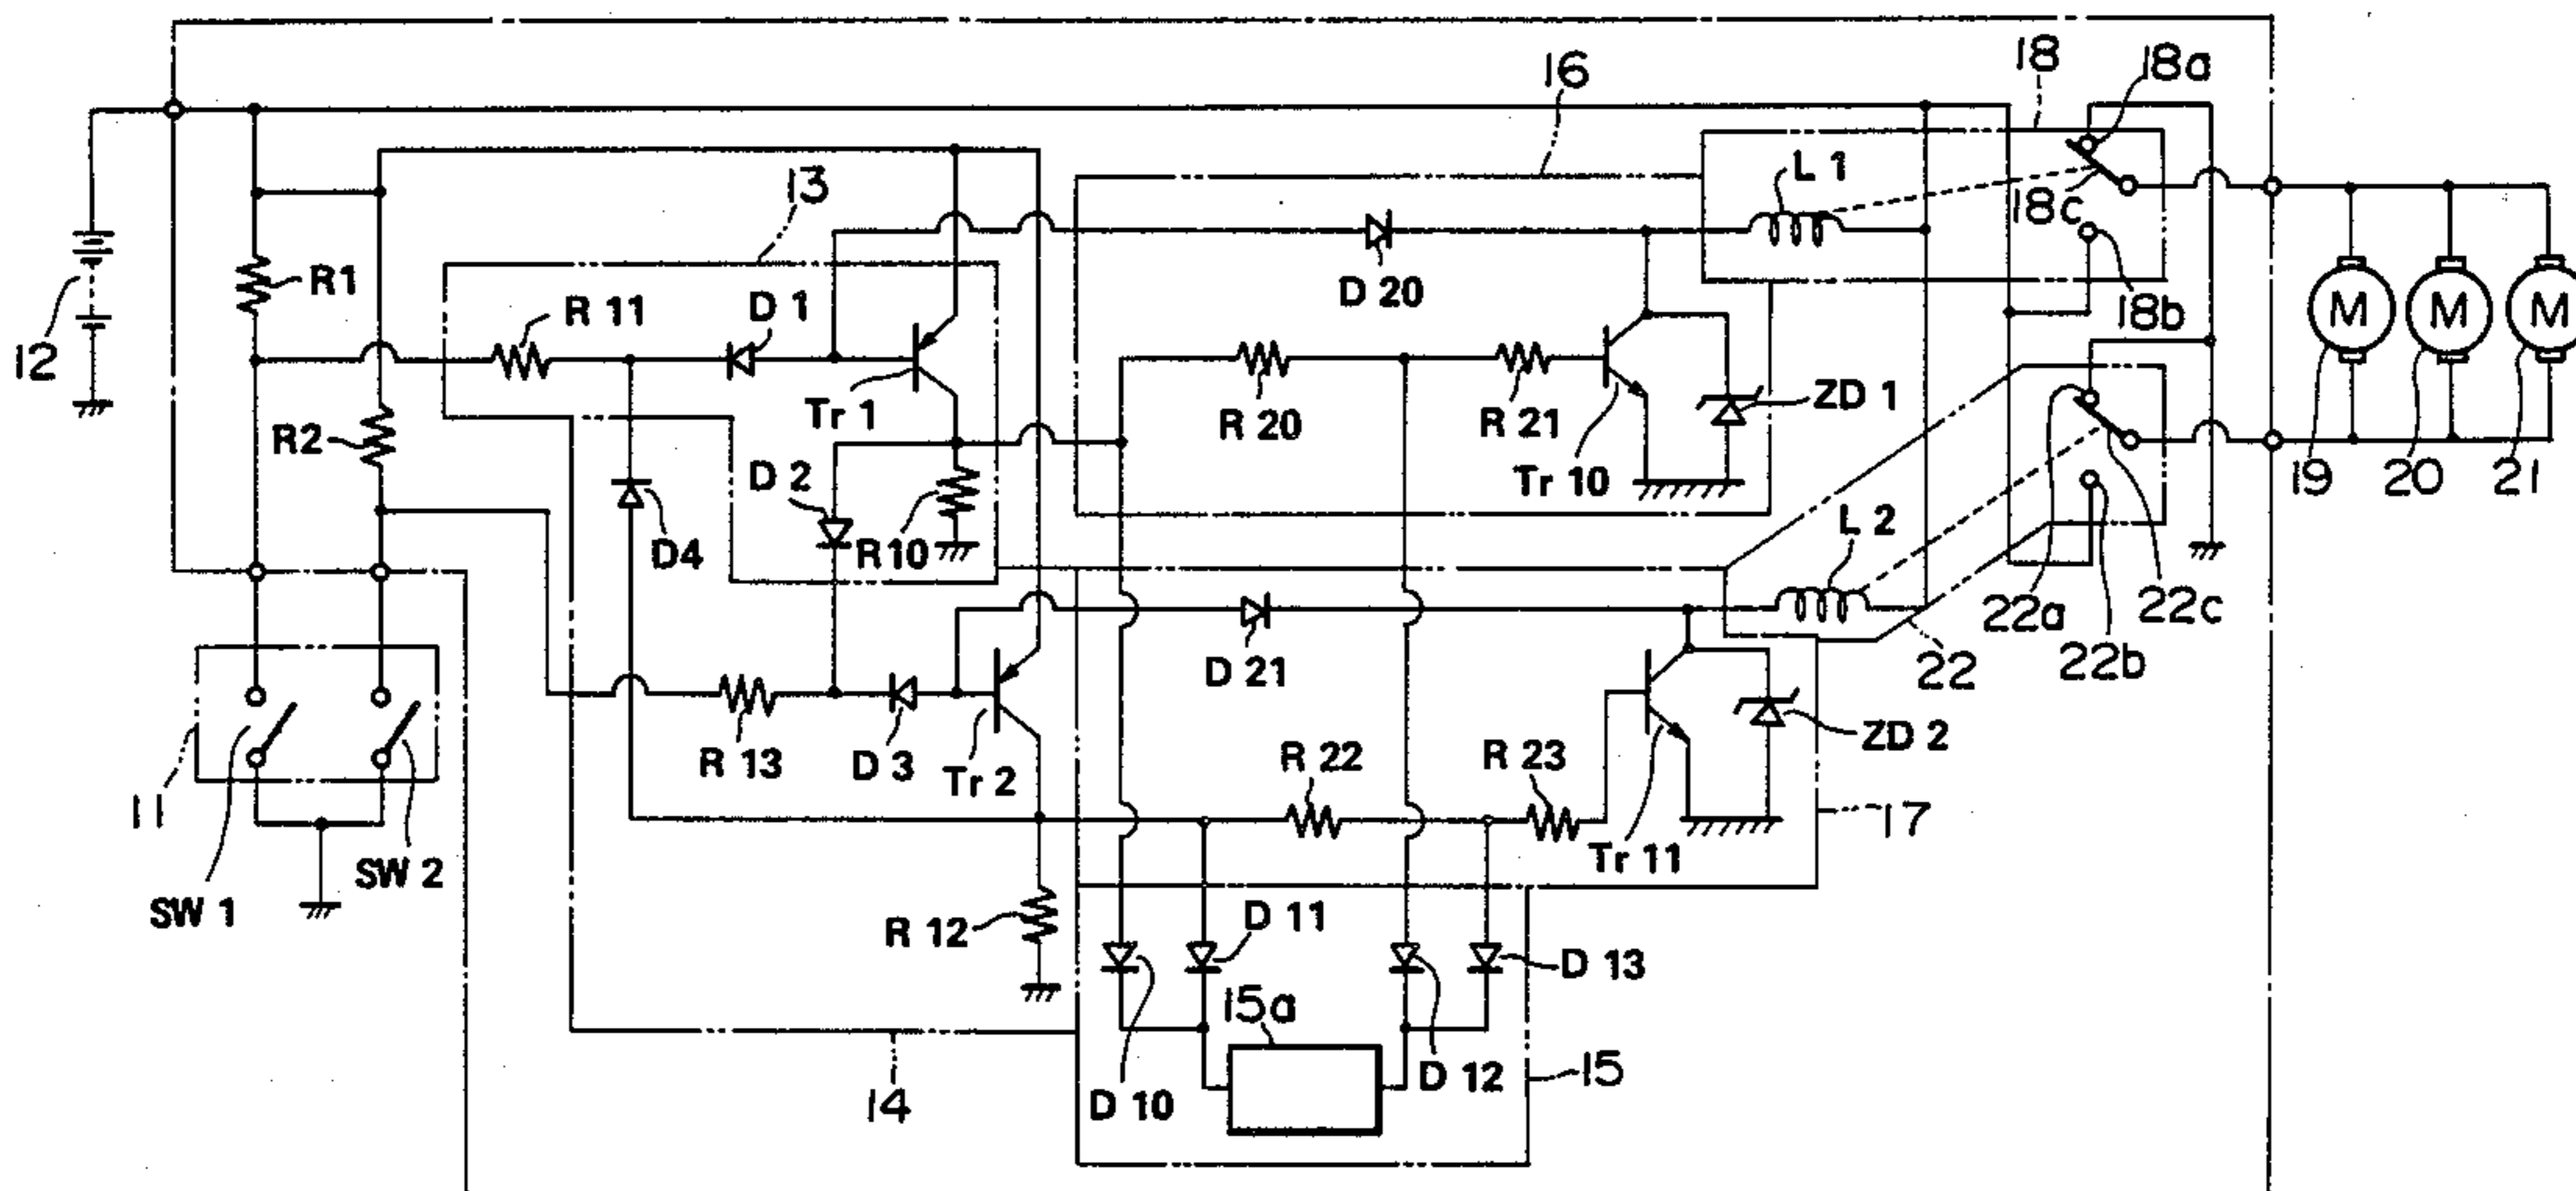 16
18
18a
13
L 1
18c
R1
R 11
D 1
D 20
18b
M
M
M
12
Tr 1
R 20
R 21
ZD 1
R2
D 2
Tr 10
19
20
21
D4
R10
L 2
22a
22c
D 21
22b
22
R 13
D 3
Tr 2
R 22
R 23
ZD 2
11
17
SW 1
SW 2
Tr 11
R 12
D 11
D 13
15a
14
D 10
D 12
15